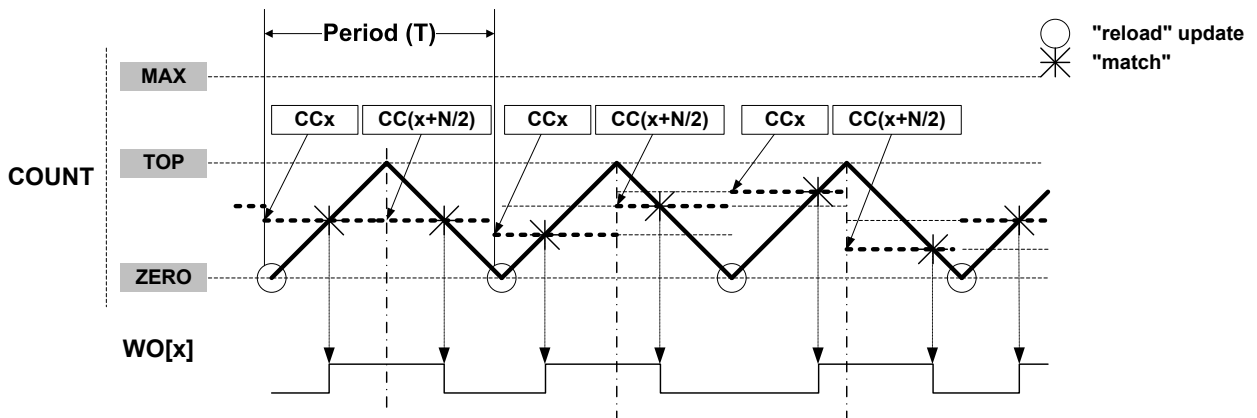 Period (T)
"reload" update
"match"
MAX
CCx
CC(x+N/2)
CCx
CC(x+N/2)
CCx
CC(x+N/2)
TOP
COUNT
ZERO
WO[x]